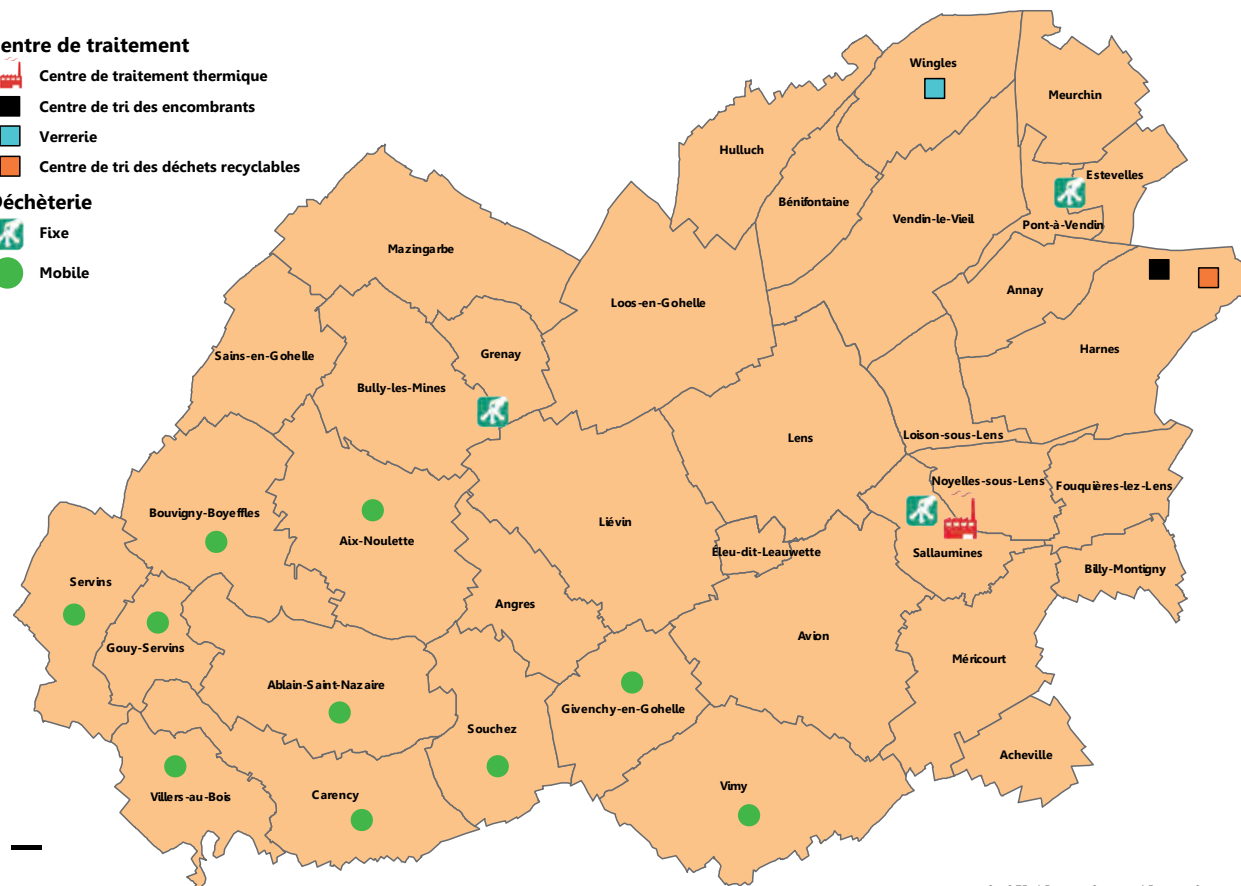 entre de traitement
Centre de traitement thermique
Centre de tri des encombrants
Verrerie
Centre de tri des déchets recyclables
Déchèterie
Fixe
Mobile
Wingles
Meurchin
Hulluch
Estevelles
Bénifontaine
Vendin-le-Vieil
Pont-à-Vendin
Mazingarbe
Annay
Loos-en-Gohelle
Harnes
Sains-en-Gohelle
Grenay
Bully-les-Mines
Lens
Loison-sous-Lens
Noyelles-sous-Lens
Fouquières-lez-Lens
Bouvigny-Boyeffles
Liévin
Aix-Noulette
Éleu-dit-Leauwette
Sallaumines
Billy-Montigny
Servins
Angres
Avion
Gouy-Servins
Méricourt
Ablain-Saint-Nazaire
Givenchy-en-Gohelle
Souchez
Acheville
Vimy
Villers-au-Bois
Carency